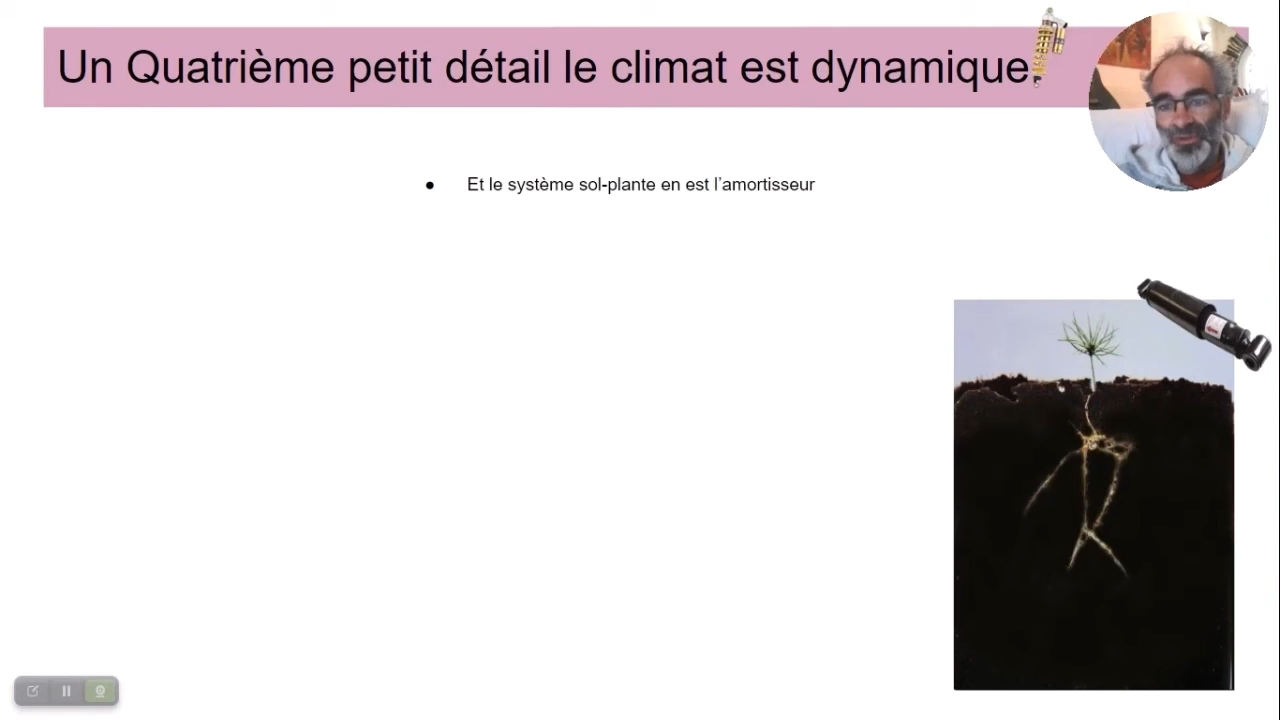 Un Quatrième petit détail le climat est dynamique
● Et le système sol-plante en est l’amortisseur